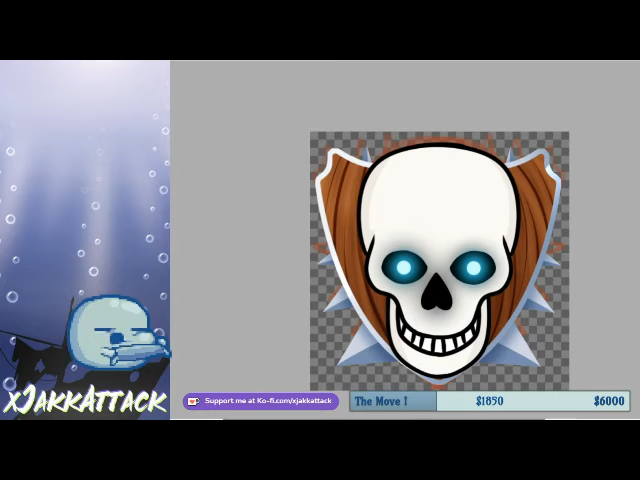 xJakkAttack
Support me at Ko-fi.com/xjakkattack
The Move ! $1850 $6000